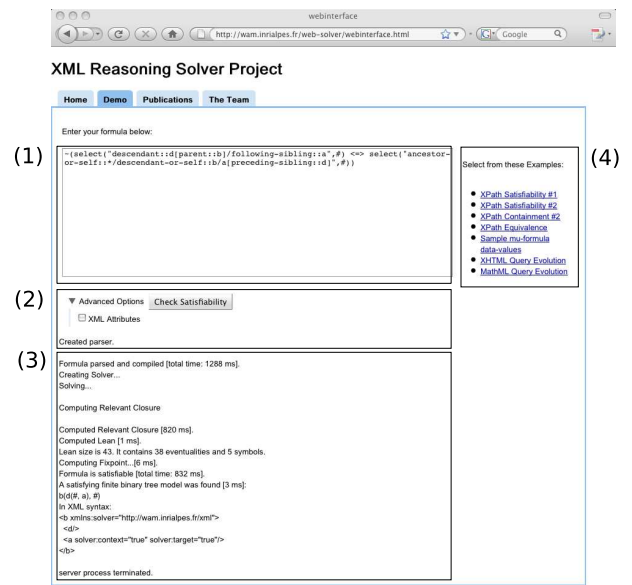 webinterface
http://wam.inrialpes.fr/web-solver/webinterface.html
Google
XML Reasoning Solver Project
Home Demo Publications The Team
Enter your formula below:
(1)
~(select("descendant::d[parent::b]/following-sibling::a",#) <=> select("ancestor-
or-self::*/descendant-or-self::b/a[preceding-sibling::d]",#))
Select from these Examples:
(4)
XPath Satisfiability #1
XPath Satisfiability #2
XPath Containment #2
XPath Equivalence
Sample mu-formula
data-values
XHTML Query Evolution
MathML Query Evolution
(2)
▼ Advanced Options Check Satisfiability
XML Attributes
Created parser.
(3)
Formula parsed and compiled [total time: 1288 ms].
Creating Solver...
Solving...
Computing Relevant Closure
Computed Relevant Closure [820 ms].
Computed Lean [1 ms].
Lean size is 43. It contains 38 eventualities and 5 symbols.
Computing Fixpoint...[6 ms].
Formula is satisfiable [total time: 832 ms].
A satisfying finite binary tree model was found [3 ms]:
b(d(#, a), #)
In XML syntax:
<b xmlns:solver="http://wam.inrialpes.fr/xml">
<d/>
<a solver:context="true" solver:target="true"/>
</b>
server process terminated.